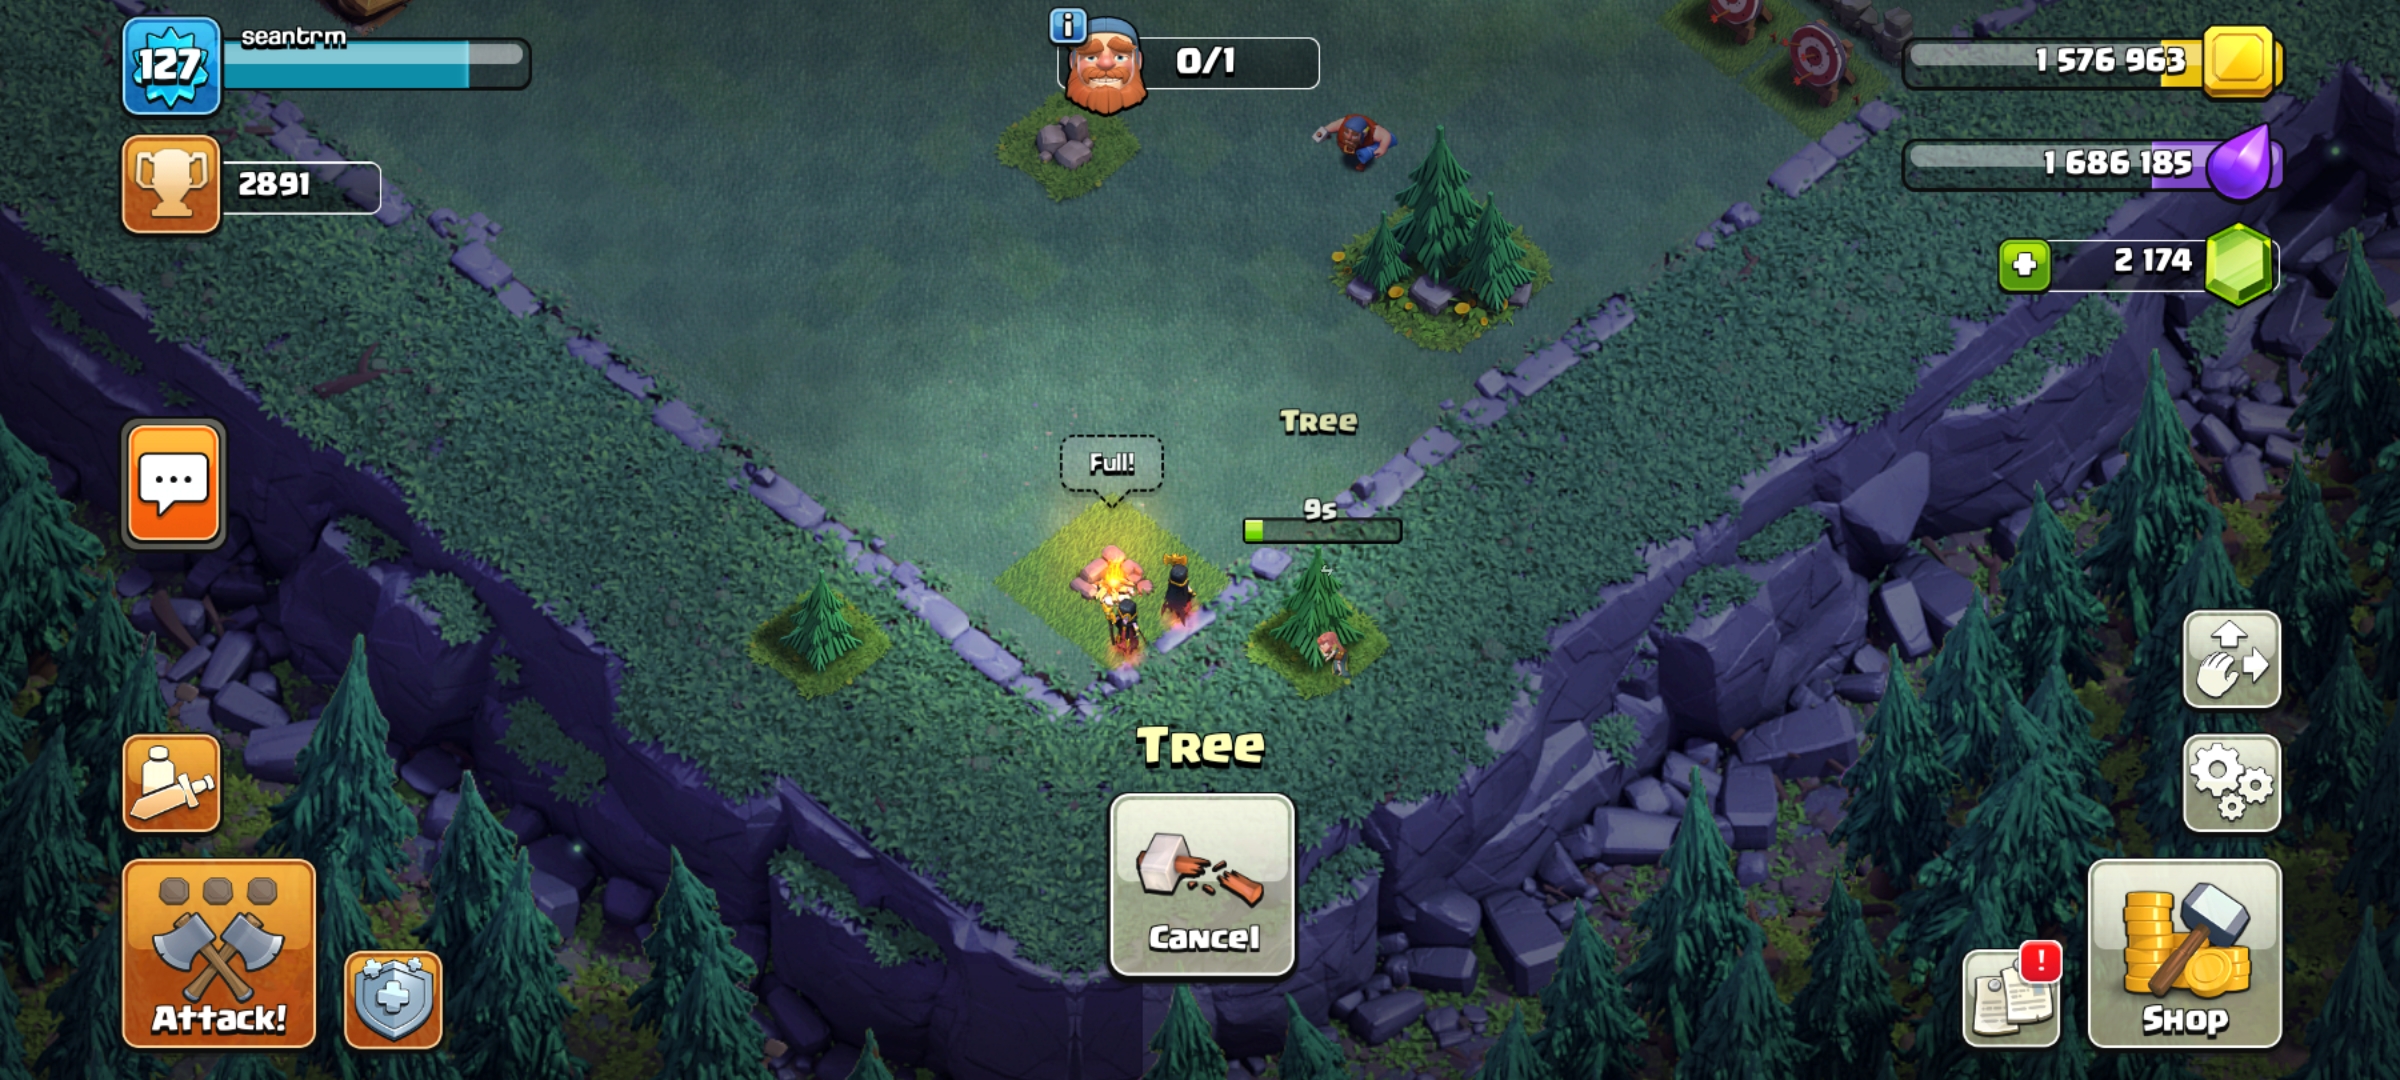 127
seantrm
i
0/1
1 576 963
2891
1 686 185
2 174
Tree
Full!
9s
Tree
Cancel
Attack!
!
Shop